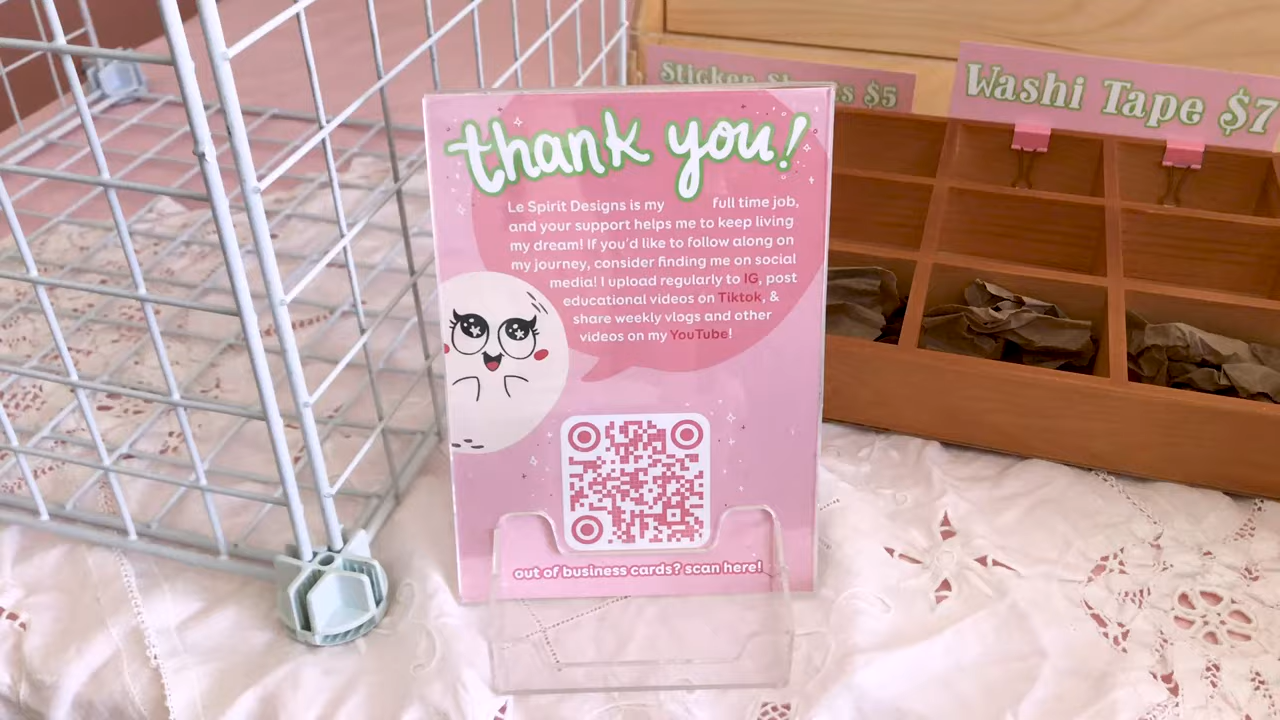 Sticker St s $5
Washi Tape $7
thank you!
Le Spirit Designs is my full time job,
and your support helps me to keep living
my dream! If you'd like to follow along on
my journey, consider finding me on social
media! I upload regularly to IG, post
educational videos on Tiktok, &
share weekly vlogs and other
videos on my YouTube!
out of business cards? scan here!